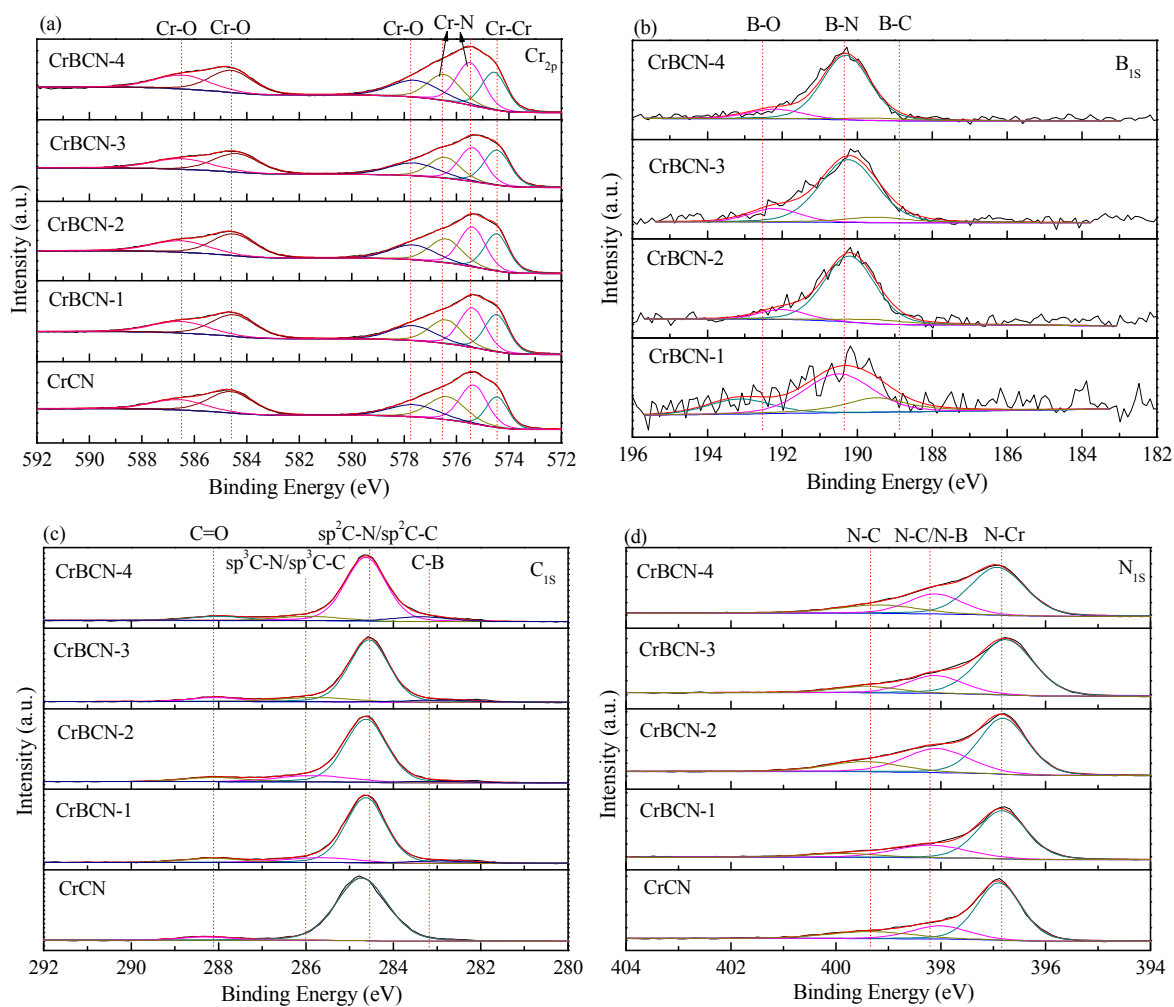 (a)
Cr-O Cr-O Cr-O Cr-N Cr-Cr
Cr2p
CrBCN-4
CrBCN-3
CrBCN-2
CrBCN-1
CrCN
Intensity (a.u.)
592 590 588 586 584 582 580 578 576 574 572
Binding Energy (eV)
(b)
B-O B-N B-C
B1S
CrBCN-4
CrBCN-3
CrBCN-2
CrBCN-1
Intensity (a.u.)
196 194 192 190 188 186 184 182
Binding Energy (eV)
(c)
C=O sp²C-N/sp²C-C
sp³C-N/sp³C-C C-B
C1S
CrBCN-4
CrBCN-3
CrBCN-2
CrBCN-1
CrCN
Intensity (a.u.)
292 290 288 286 284 282 280
Binding Energy (eV)
(d)
N-C N-C/N-B N-Cr
N1S
CrBCN-4
CrBCN-3
CrBCN-2
CrBCN-1
CrCN
Intensity (a.u.)
404 402 400 398 396 394
Binding Energy (eV)